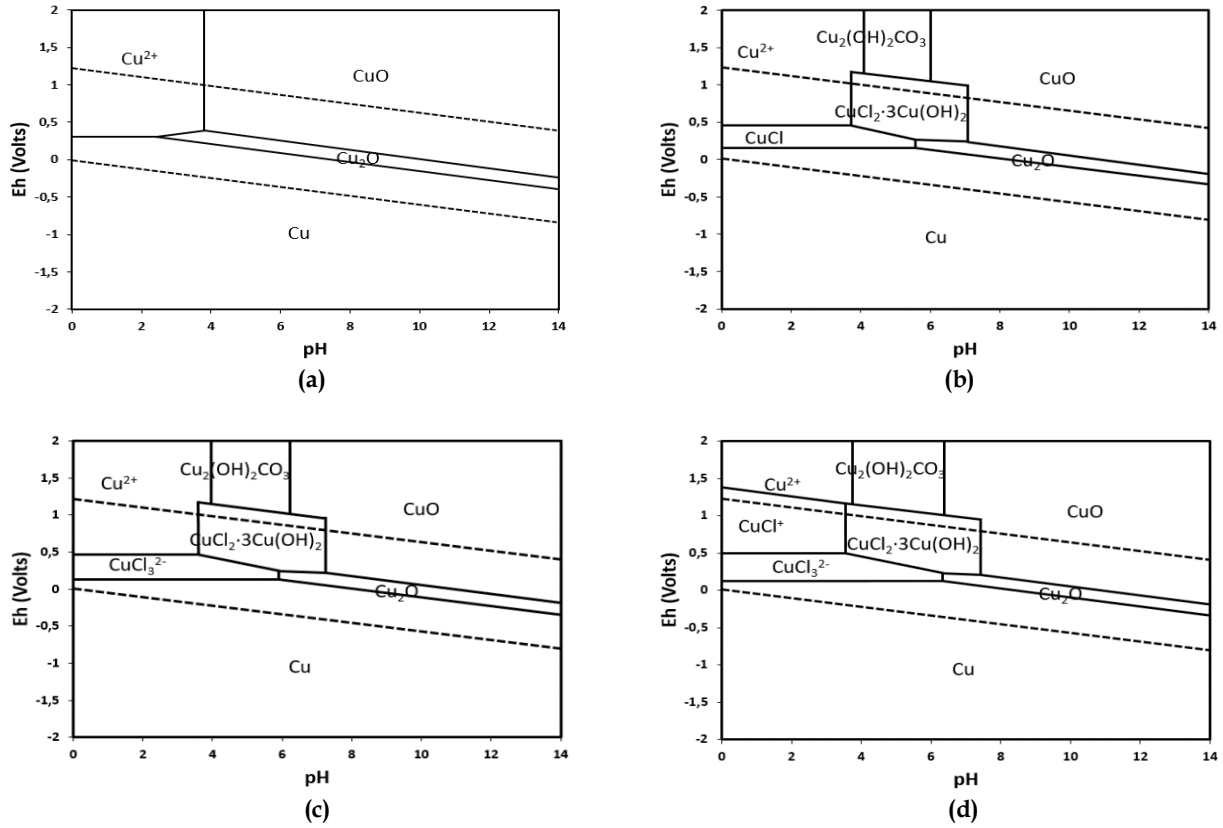 2
1,5
1
0,5
0
-0,5
-1
-1,5
-2
Eh (Volts)
Cu²⁺
CuO
Cu₂O
Cu
0 2 4 6 8 10 12 14
pH
(a)
2
1,5
1
0,5
0
-0,5
-1
-1,5
-2
Eh (Volts)
Cu²⁺
Cu₂(OH)₂CO₃
CuO
CuCl₂·3Cu(OH)₂
CuCl
Cu₂O
Cu
0 2 4 6 8 10 12 14
pH
(b)
2
1,5
1
0,5
0
-0,5
-1
-1,5
-2
Eh (Volts)
Cu²⁺
Cu₂(OH)₂CO₃
CuO
CuCl₂·3Cu(OH)₂
CuCl₃²⁻
Cu₂O
Cu
0 2 4 6 8 10 12 14
pH
(c)
2
1,5
1
0,5
0
-0,5
-1
-1,5
-2
Eh (Volts)
Cu²⁺
Cu₂(OH)₂CO₃
CuCl⁺
CuO
CuCl₂·3Cu(OH)₂
CuCl₃²⁻
Cu₂O
Cu
0 2 4 6 8 10 12 14
pH
(d)